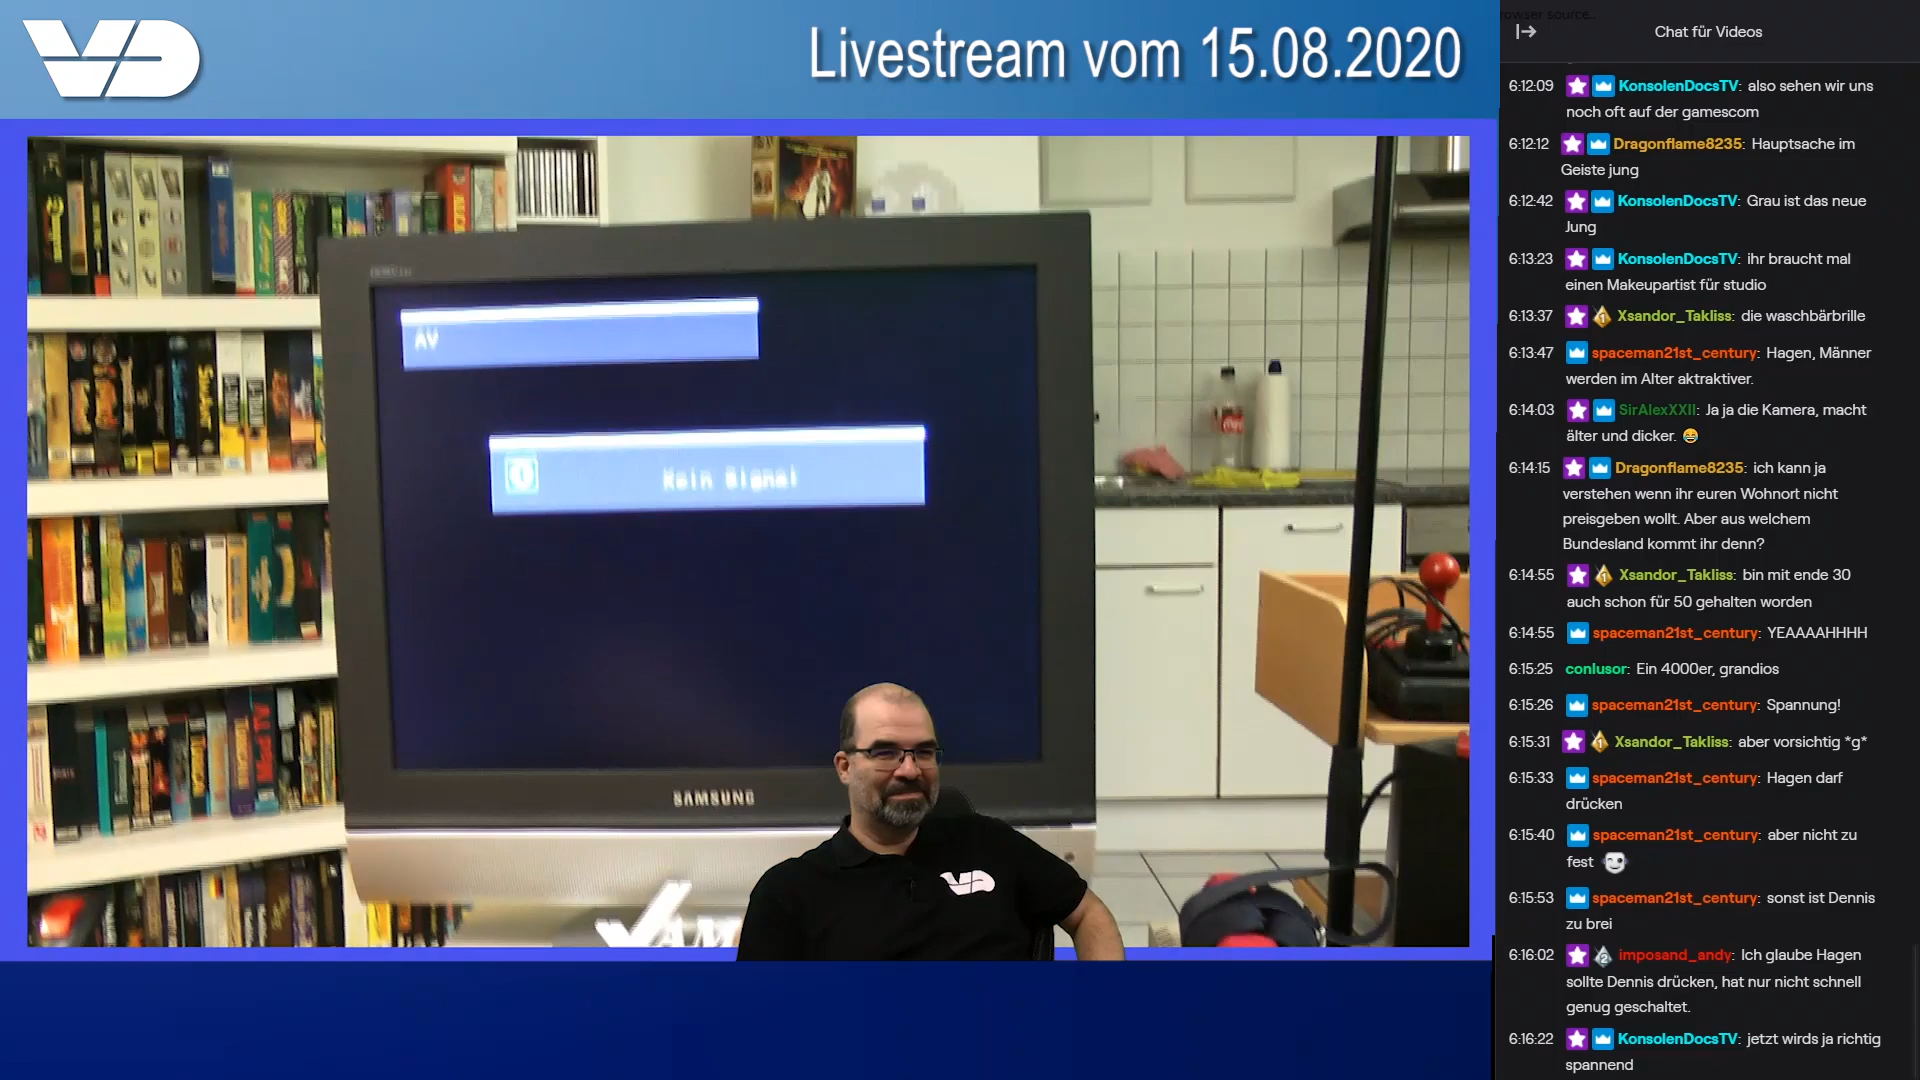 VD
Livestream vom 15.08.2020
AV
Kein Signal
SAMSUNG
Chat für Videos
6:12:09 KonsolenDocsTV: also sehen wir uns
noch oft auf der gamescom
6:12:12 Dragonflame8235: Hauptsache im
Geiste jung
6:12:42 KonsolenDocsTV: Grau ist das neue
Jung
6:13:23 KonsolenDocsTV: ihr braucht mal
einen Makeupartist für studio
6:13:37 Xsandor_Takliss: die waschbärbrille
6:13:47 spaceman21st_century: Hagen, Männer
werden im Alter aktraktiver.
6:14:03 SirAlexXXII: Ja ja die Kamera, macht
älter und dicker. 😂
6:14:15 Dragonflame8235: ich kann ja
verstehen wenn ihr euren Wohnort nicht
preisgeben wollt. Aber aus welchem
Bundesland kommt ihr denn?
6:14:55 Xsandor_Takliss: bin mit ende 30
auch schon für 50 gehalten worden
6:14:55 spaceman21st_century: YEAAAAHHHH
6:15:25 conlusor: Ein 4000er, grandios
6:15:26 spaceman21st_century: Spannung!
6:15:31 Xsandor_Takliss: aber vorsichtig *g*
6:15:33 spaceman21st_century: Hagen darf
drücken
6:15:40 spaceman21st_century: aber nicht zu
fest
6:15:53 spaceman21st_century: sonst ist Dennis
zu brei
6:16:02 imposand_andy: Ich glaube Hagen
sollte Dennis drücken, hat nur nicht schnell
genug geschaltet.
6:16:22 KonsolenDocsTV: jetzt wirds ja richtig
spannend